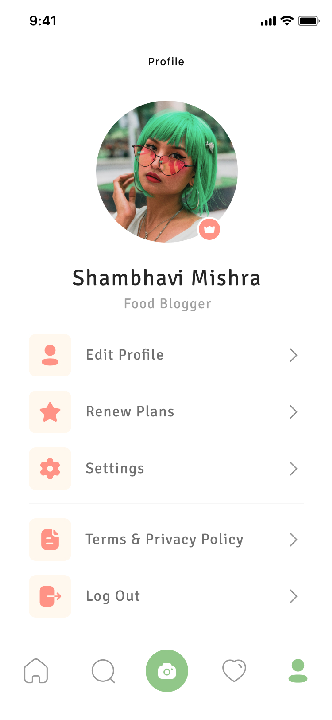 9:41
Profile
Shambhavi Mishra
Food Blogger
Edit Profile
Renew Plans
Settings
Terms & Privacy Policy
Log Out